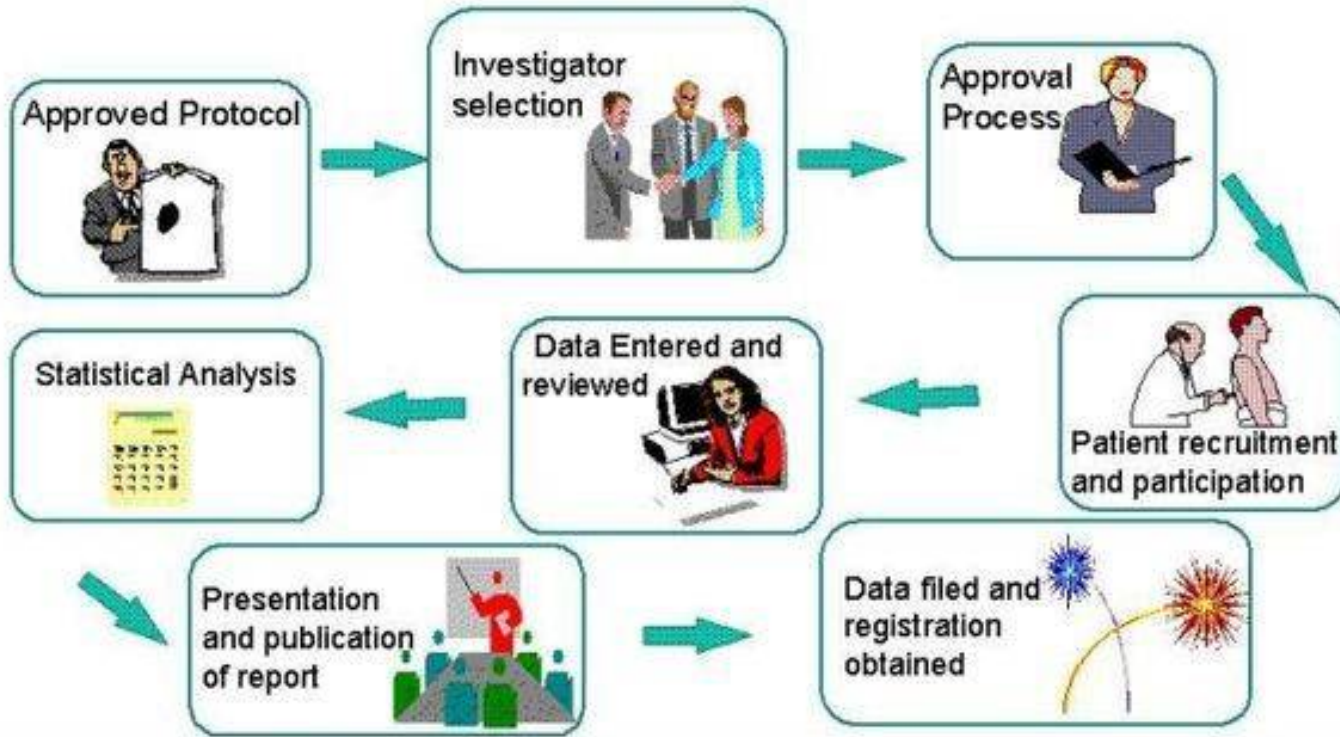 Approved Protocol
Investigator
selection
Approval
Process
Patient recruitment
and participation
Data Entered and
reviewed
Statistical Analysis
Presentation
and publication
of report
Data filed and
registration
obtained